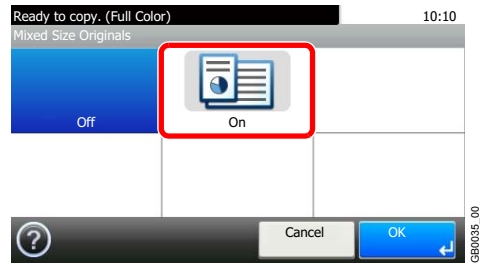 Ready to copy. (Full Color) 10:10
Mixed Size Originals
Off On
? Cancel OK
GB0035_00